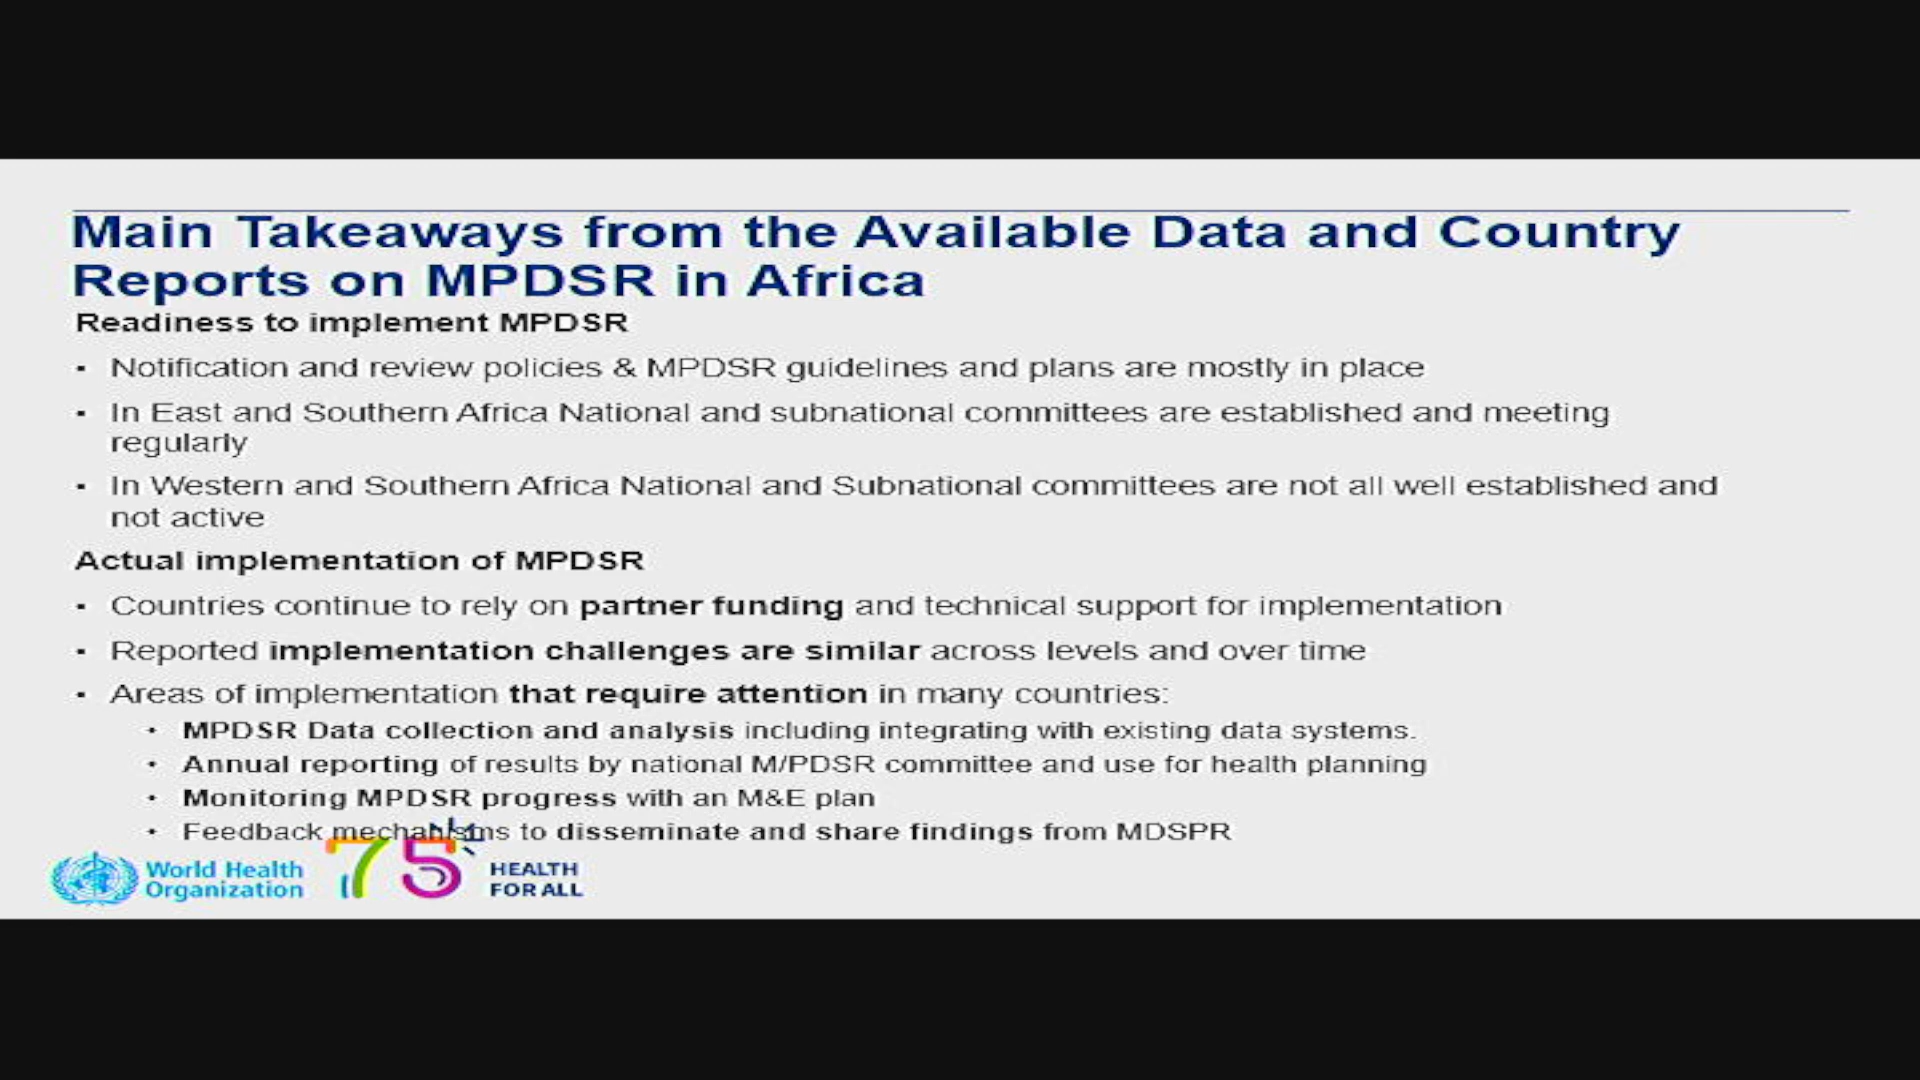 Main Takeaways from the Available Data and Country
Reports on MPDSR in Africa
Readiness to implement MPDSR
▪ Notification and review policies & MPDSR guidelines and plans are mostly in place
▪ In East and Southern Africa National and subnational committees are established and meeting
regularly
▪ In Western and Southern Africa National and Subnational committees are not all well established and
not active
Actual implementation of MPDSR
▪ Countries continue to rely on partner funding and technical support for implementation
▪ Reported implementation challenges are similar across levels and over time
▪ Areas of implementation that require attention in many countries:
• MPDSR Data collection and analysis including integrating with existing data systems.
• Annual reporting of results by national M/PDSR committee and use for health planning
• Monitoring MPDSR progress with an M&E plan
• Feedback mechanisms to disseminate and share findings from MDSPR
World Health
Organization
75
HEALTH
FOR ALL